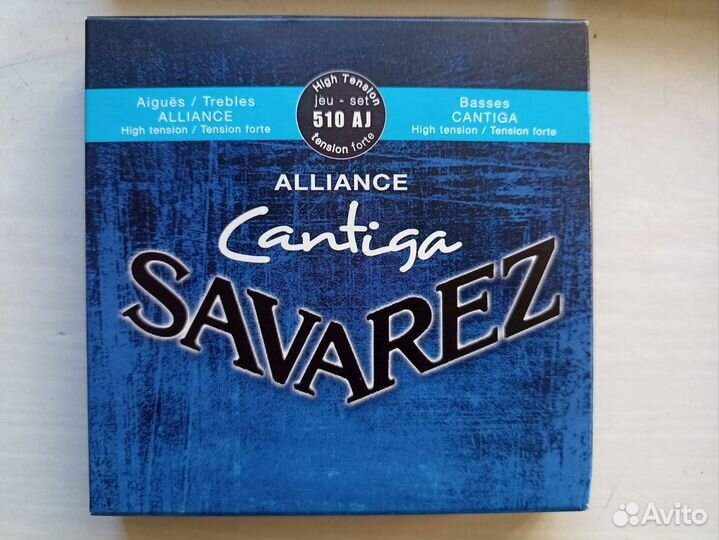 High Tension
jeu - set
510 AJ
tension forte
Aiguës / Trebles
ALLIANCE
High tension / Tension forte
Basses
CANTIGA
High tension / Tension forte
ALLIANCE
Cantiga
SAVAREZ
Avito